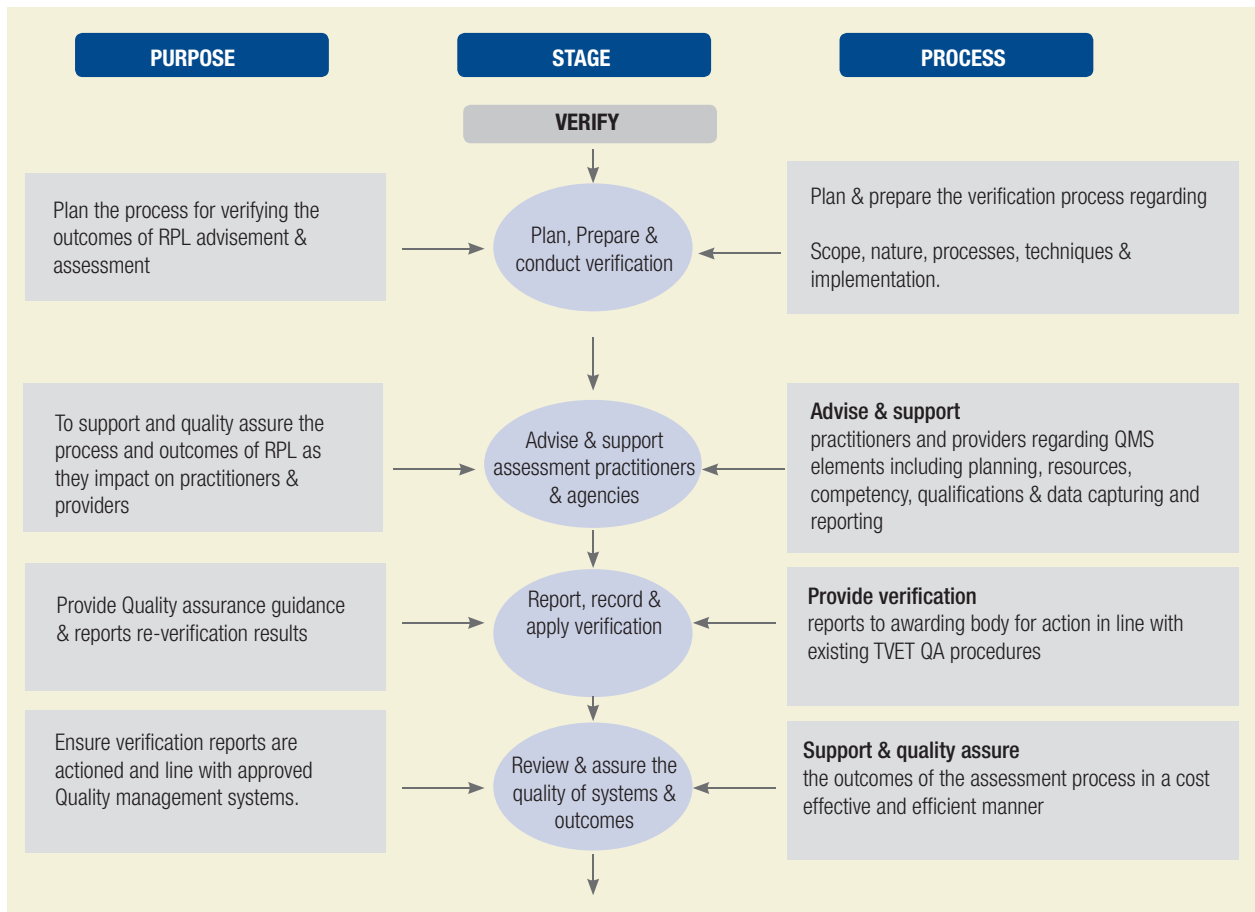 PURPOSE
STAGE
PROCESS
VERIFY
Plan the process for verifying the
outcomes of RPL advisement &
assessment
Plan, Prepare &
conduct verification
Plan & prepare the verification process regarding
Scope, nature, processes, techniques &
implementation.
To support and quality assure the
process and outcomes of RPL as
they impact on practitioners &
providers
Advise & support
assessment practitioners
& agencies
Advise & support
practitioners and providers regarding QMS
elements including planning, resources,
competency, qualifications & data capturing and
reporting
Provide Quality assurance guidance
& reports re-verification results
Report, record &
apply verification
Provide verification
reports to awarding body for action in line with
existing TVET QA procedures
Ensure verification reports are
actioned and line with approved
Quality management systems.
Review & assure the
quality of systems &
outcomes
Support & quality assure
the outcomes of the assessment process in a cost
effective and efficient manner